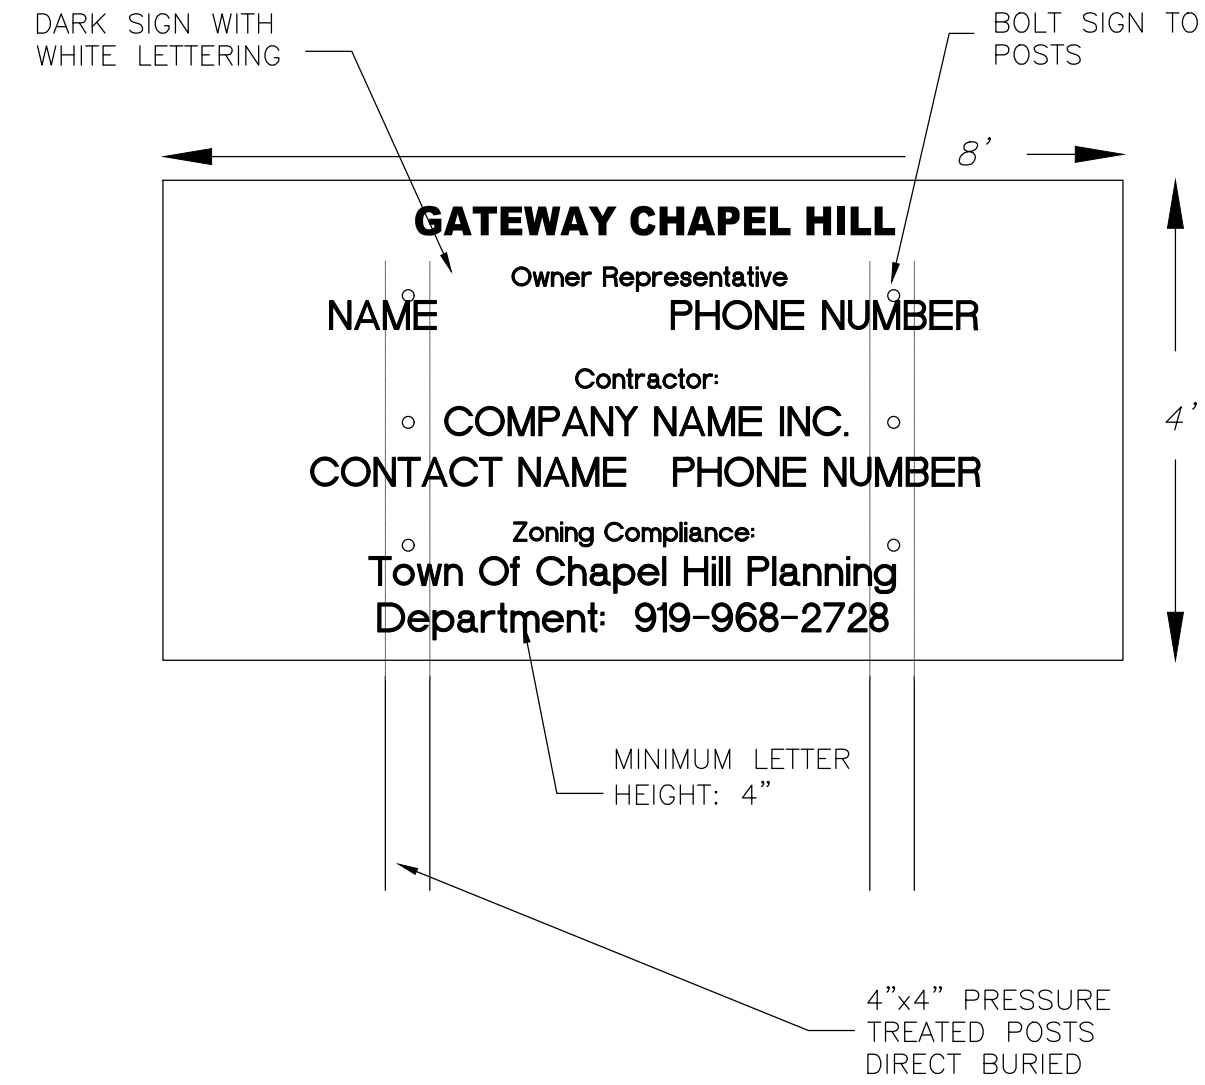 DARK SIGN WITH
WHITE LETTERING
BOLT SIGN TO
POSTS
8'
GATEWAY CHAPEL HILL
Owner Representative
NAME PHONE NUMBER
Contractor:
COMPANY NAME INC.
CONTACT NAME PHONE NUMBER
Zoning Compliance:
Town Of Chapel Hill Planning
Department: 919-968-2728
4'
MINIMUM LETTER
HEIGHT: 4"
4"x4" PRESSURE
TREATED POSTS
DIRECT BURIED